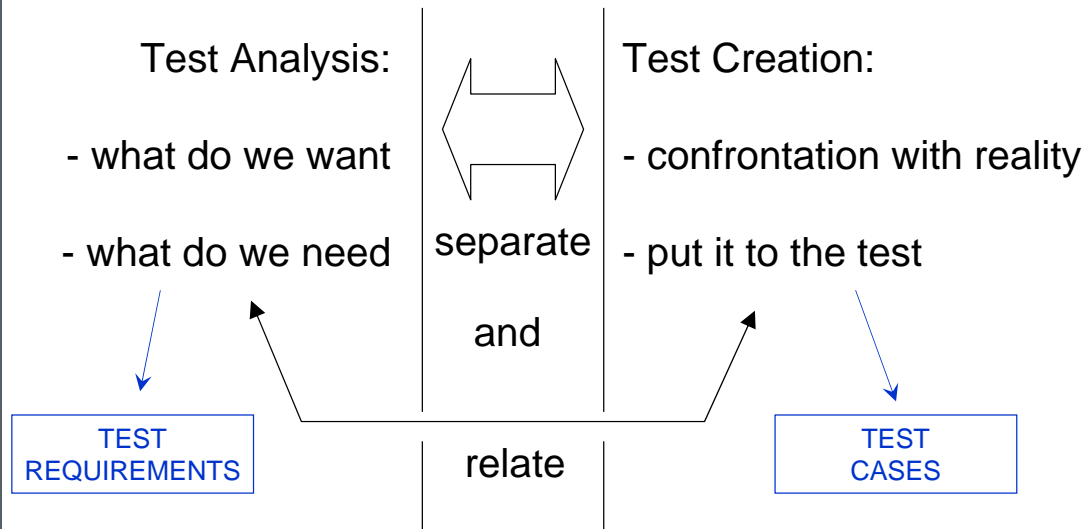 Test Analysis:
- what do we want
- what do we need
separate
and
relate
Test Creation:
- confrontation with reality
- put it to the test
TEST
REQUIREMENTS
TEST
CASES